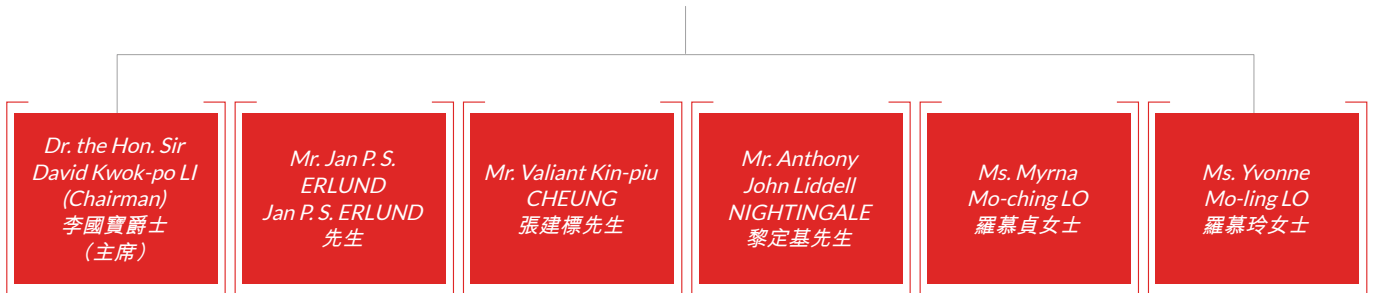 Dr. the Hon. Sir
David Kwok-po LI
(Chairman)
李國寶爵士
（主席）
Mr. Jan P. S.
ERLUND
Jan P. S. ERLUND
先生
Mr. Valiant Kin-piu
CHEUNG
張建標先生
Mr. Anthony
John Liddell
NIGHTINGALE
黎定基先生
Ms. Myrna
Mo-ching LO
羅慕貞女士
Ms. Yvonne
Mo-ling LO
羅慕玲女士